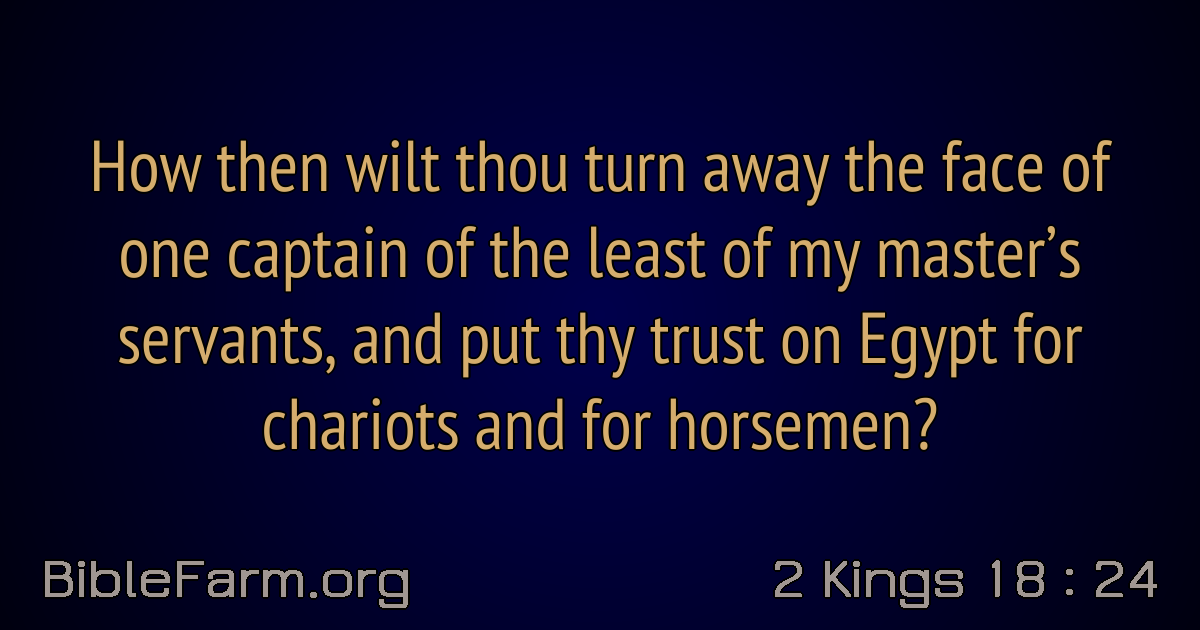 How then wilt thou turn away the face of
one captain of the least of my master’s
servants, and put thy trust on Egypt for
chariots and for horsemen?
BibleFarm.org
2 Kings 18 : 24